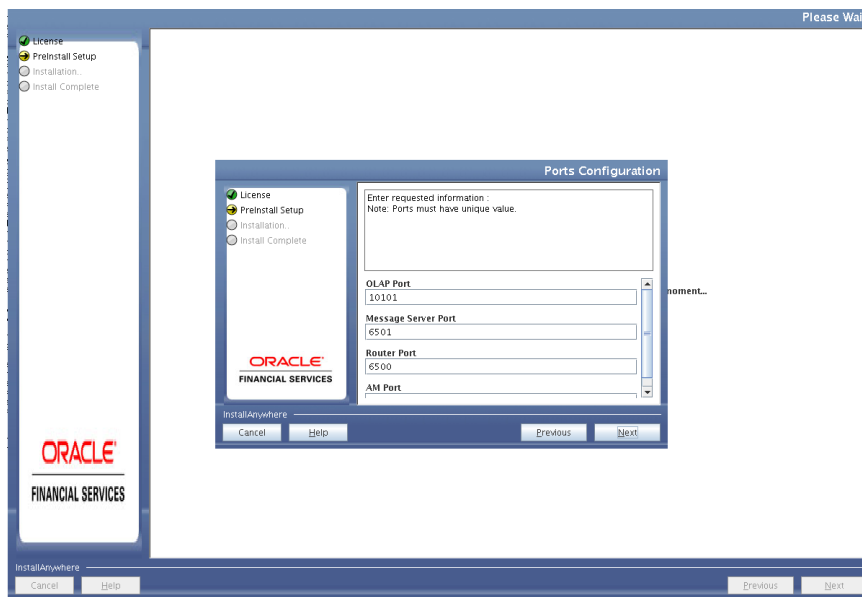 Please Wai
License
PreInstall Setup
Installation..
Install Complete
Ports Configuration
License
PreInstall Setup
Installation..
Install Complete
Enter requested information :
Note: Ports must have unique value.
OLAP Port
10101
Message Server Port
6501
Router Port
6500
AM Port
moment...
ORACLE'
FINANCIAL SERVICES
InstallAnywhere
Cancel
Help
Previous
Next
ORACLE'
FINANCIAL SERVICES
InstallAnywhere
Cancel
Help
Previous
Next